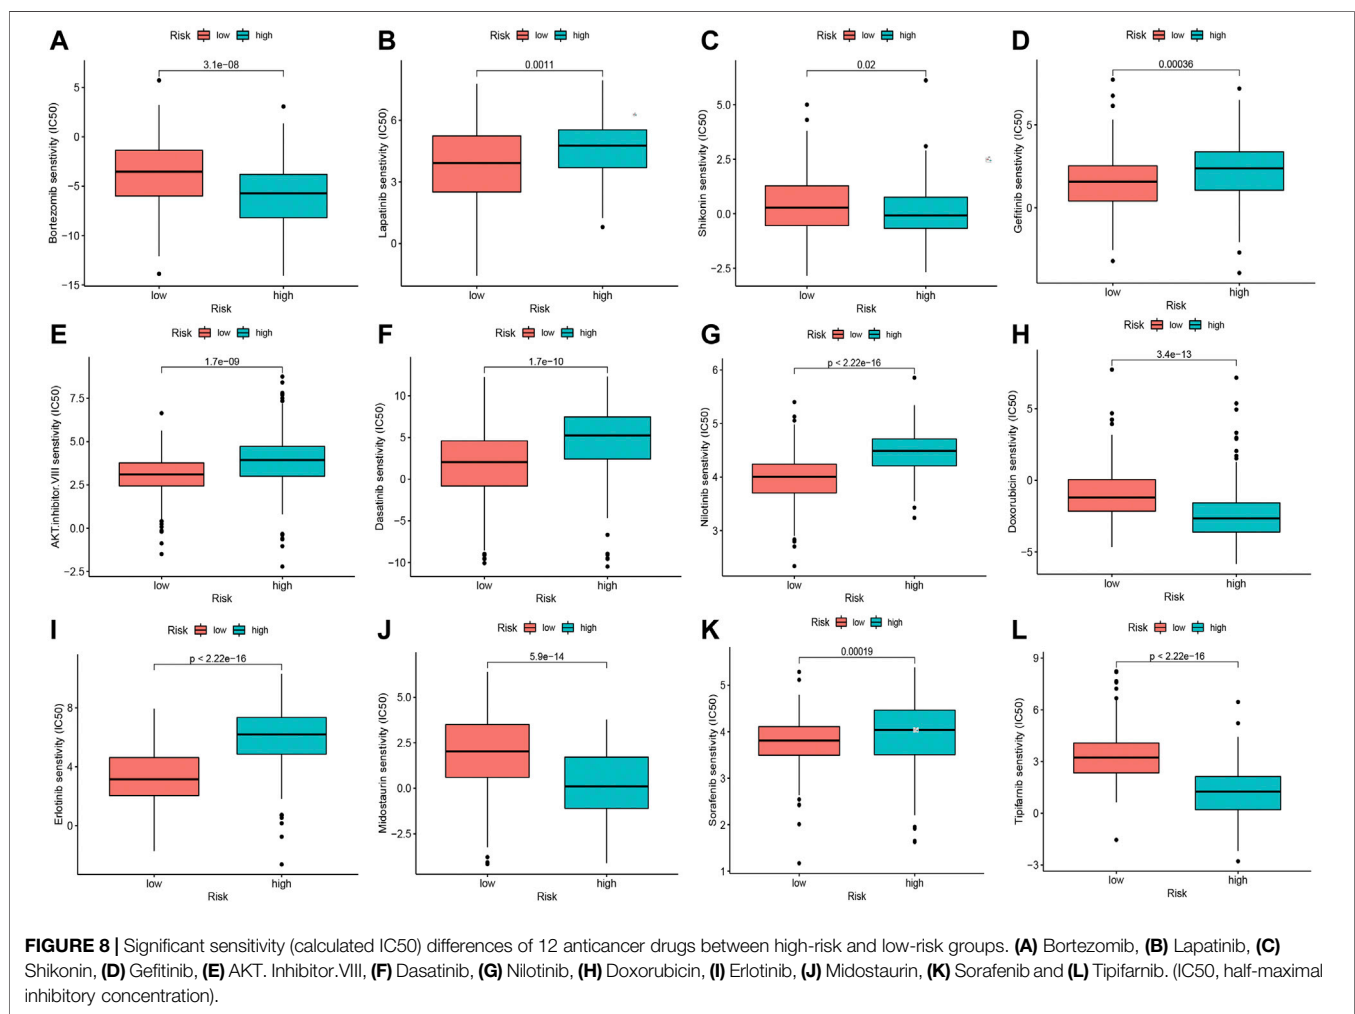 A
Risk low high
3.1e−08
Bortezomib senstivity (IC50)
5
0
−5
−10
−15
low high
Risk
B
Risk low high
0.0011
Lapatinib senstivity (IC50)
6
3
0
low high
Risk
C
Risk low high
0.02
Shikonin senstivity (IC50)
5.0
2.5
0.0
−2.5
low high
Risk
D
Risk low high
0.00036
Gefitinib senstivity (IC50)
5
0
low high
Risk
E
Risk low high
1.7e−09
AKT.inhibitor.VIII senstivity (IC50)
7.5
5.0
2.5
0.0
−2.5
low high
Risk
F
Risk low high
1.7e−10
Dasatinib senstivity (IC50)
10
5
0
−5
−10
low high
Risk
G
Risk low high
p < 2.22e−16
Nilotinib senstivity (IC50)
6
5
4
3
low high
Risk
H
Risk low high
3.4e−13
Doxorubicin senstivity (IC50)
5
0
−5
low high
Risk
I
Risk low high
p < 2.22e−16
Erlotinib senstivity (IC50)
8
4
0
low high
Risk
J
Risk low high
5.9e−14
Midostaurin senstivity (IC50)
5.0
2.5
0.0
−2.5
low high
Risk
K
Risk low high
0.00019
Sorafenib senstivity (IC50)
5
4
3
2
1
low high
Risk
L
Risk low high
p < 2.22e−16
Tipifarnib senstivity (IC50)
9
6
3
0
−3
low high
Risk
FIGURE 8 | Significant sensitivity (calculated IC50) differences of 12 anticancer drugs between high-risk and low-risk groups. (A) Bortezomib, (B) Lapatinib, (C)
Shikonin, (D) Gefitinib, (E) AKT. Inhibitor.VIII, (F) Dasatinib, (G) Nilotinib, (H) Doxorubicin, (I) Erlotinib, (J) Midostaurin, (K) Sorafenib and (L) Tipifarnib. (IC50, half-maximal
inhibitory concentration).